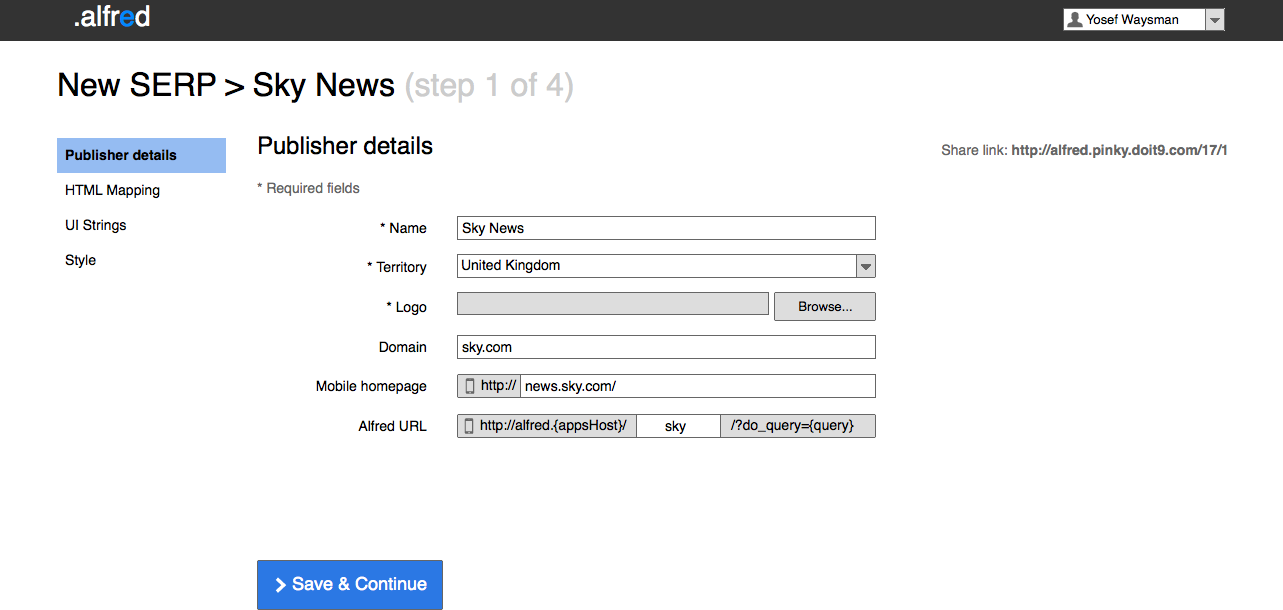 .alfred
Yosef Waysman
New SERP > Sky News (step 1 of 4)
Publisher details
HTML Mapping
UI Strings
Style
Publisher details
Share link: http://alfred.pinky.doit9.com/17/1
* Required fields
* Name Sky News
* Territory United Kingdom
* Logo Browse...
Domain sky.com
Mobile homepage http:// news.sky.com/
Alfred URL http://alfred.{appsHost}/ sky /?do_query={query}
Save & Continue